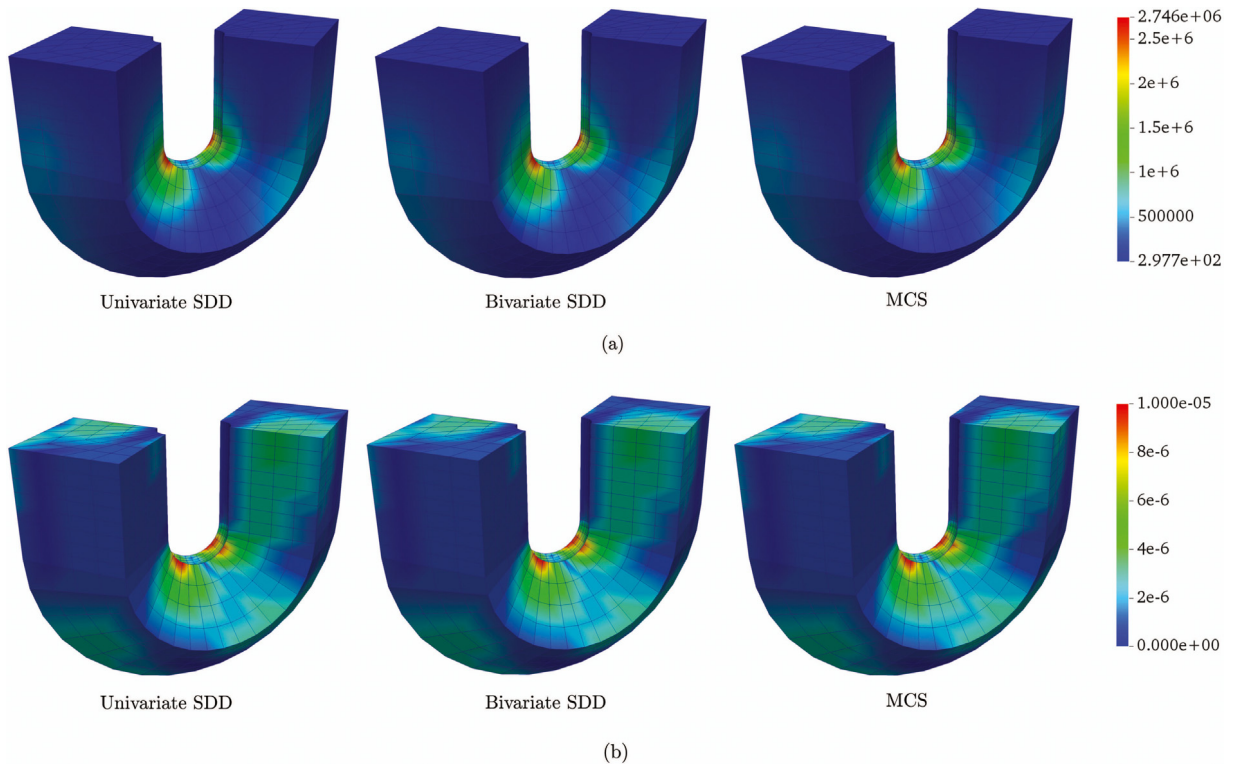 2.746e+06
2.5e+6
2e+6
1.5e+6
1e+6
500000
2.977e+02
Univariate SDD
Bivariate SDD
MCS
(a)
1.000e-05
8e-6
6e-6
4e-6
2e-6
0.000e+00
Univariate SDD
Bivariate SDD
MCS
(b)